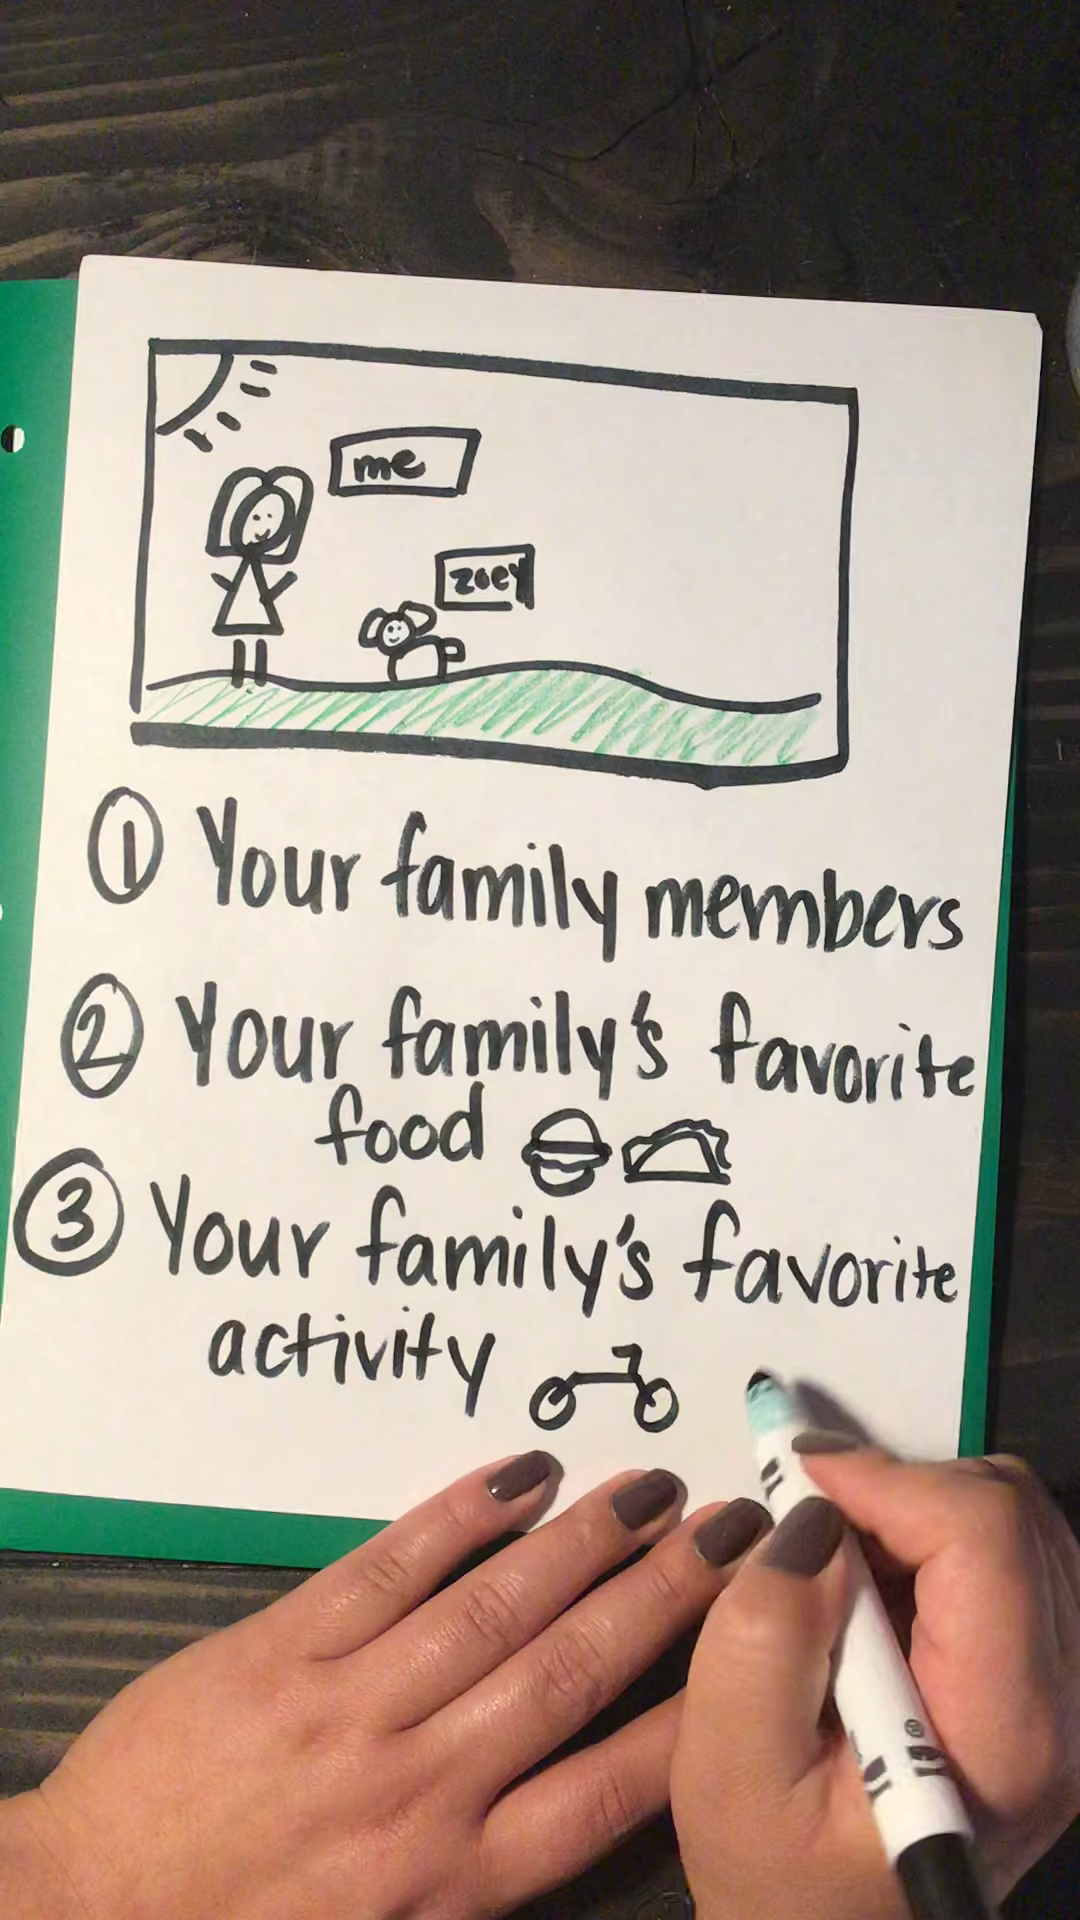 me
zoey
① Your family members
② Your family's favorite
food
③ Your family's favorite
activity